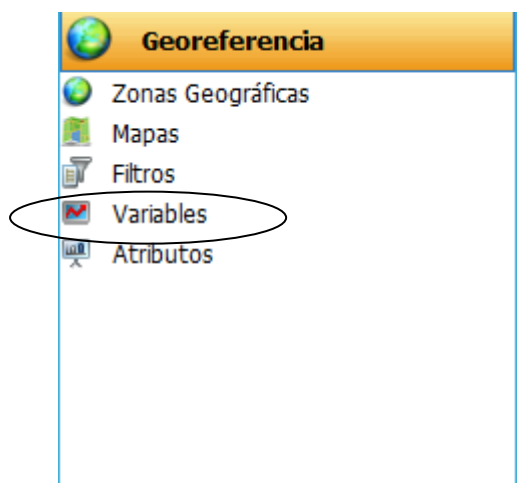 Georeferencia
Zonas Geográficas
Mapas
Filtros
Variables
Atributos